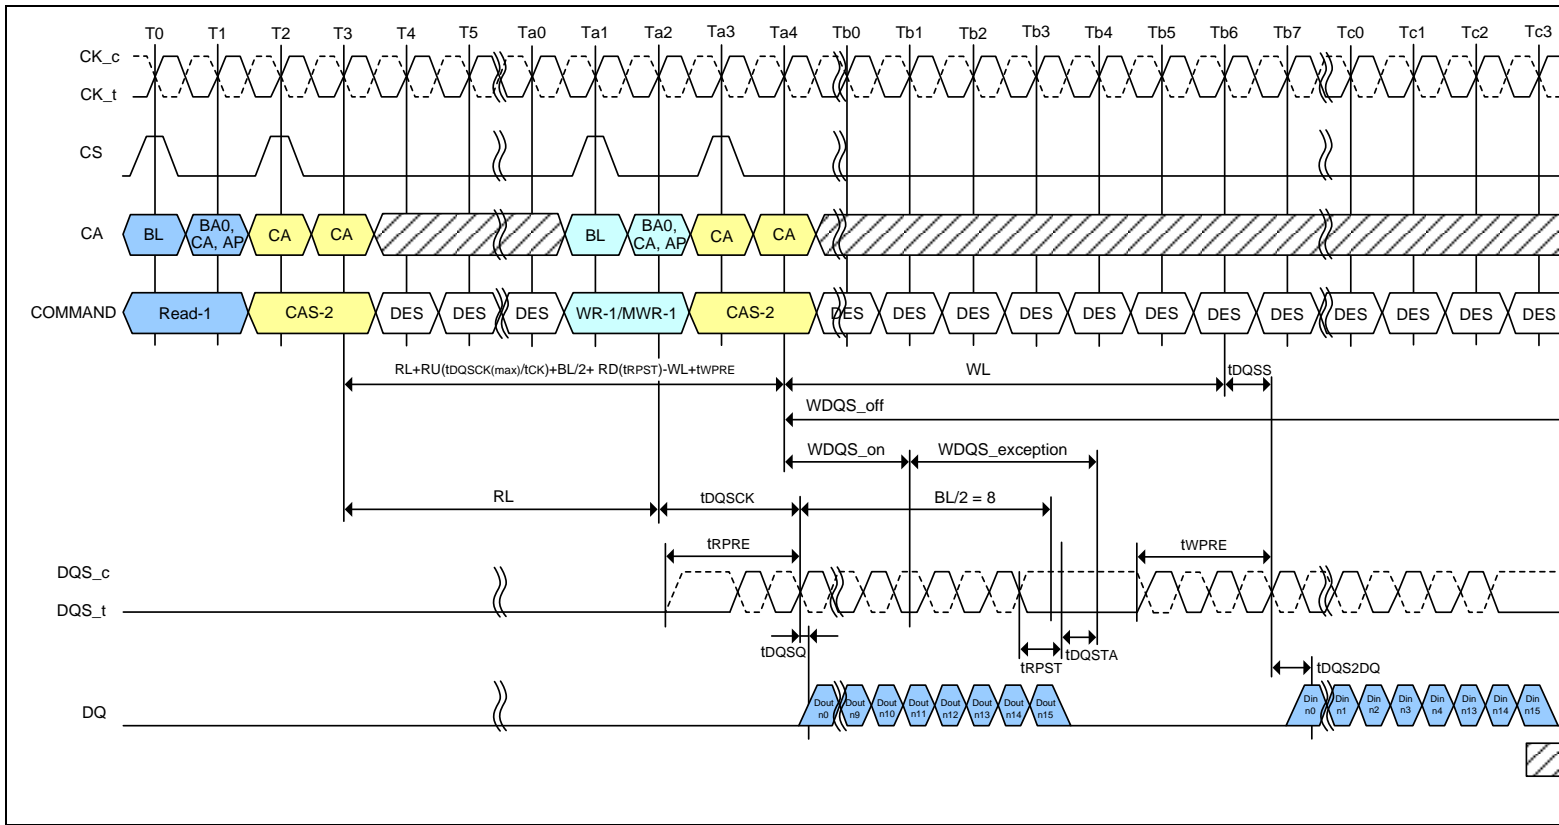 T0 T1 T2 T3 T4 T5 Ta0 Ta1 Ta2 Ta3 Ta4 Tb0 Tb1 Tb2 Tb3 Tb4 Tb5 Tb6 Tb7 Tc0 Tc1 Tc2 Tc3
CK_c
CK_t
CS
CA BL BA0, CA, AP CA CA BL BA0, CA, AP CA CA
COMMAND Read-1 CAS-2 DES DES DES WR-1/MWR-1 CAS-2 DES DES DES DES DES DES DES DES DES DES DES DES
RL+RU(tDQSCK(max)/tCK)+BL/2+ RD(tRPST)-WL+tWPRE WL tDQSS
WDQS_off
WDQS_on WDQS_exception
RL tDQSCK BL/2 = 8
tRPRE tWPRE
DQS_c
DQS_t
tDQSQ tRPST tDQSTA tDQS2DQ
DQ Dout n0 Dout n9 Dout n10 Dout n11 Dout n12 Dout n13 Dout n14 Dout n15 Din n0 Din n1 Din n2 Din n3 Din n4 Din n13 Din n14 Din n15